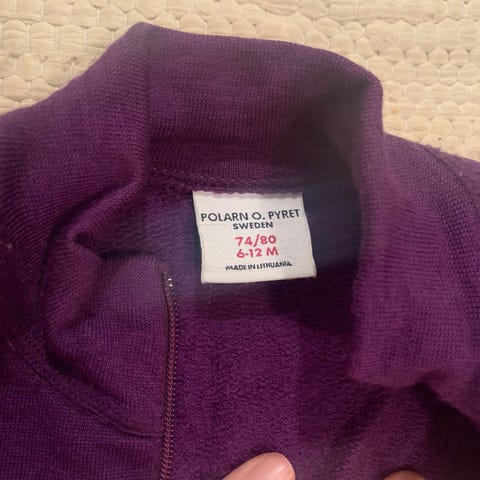 POLARN O. PYRET
SWEDEN
74/80
6-12 M
MADE IN LITHUANIA